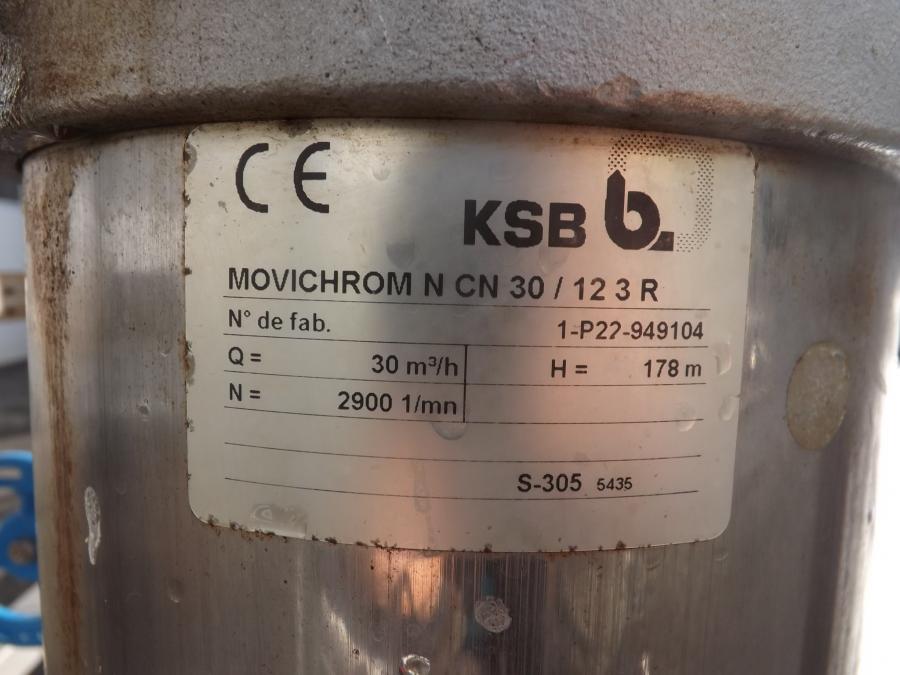 CE
KSB b.
MOVICHROM N CN 30 / 12 3 R
N° de fab. 1-P22-949104
Q = 30 m³/h H = 178 m
N = 2900 1/mn
S-305 5435